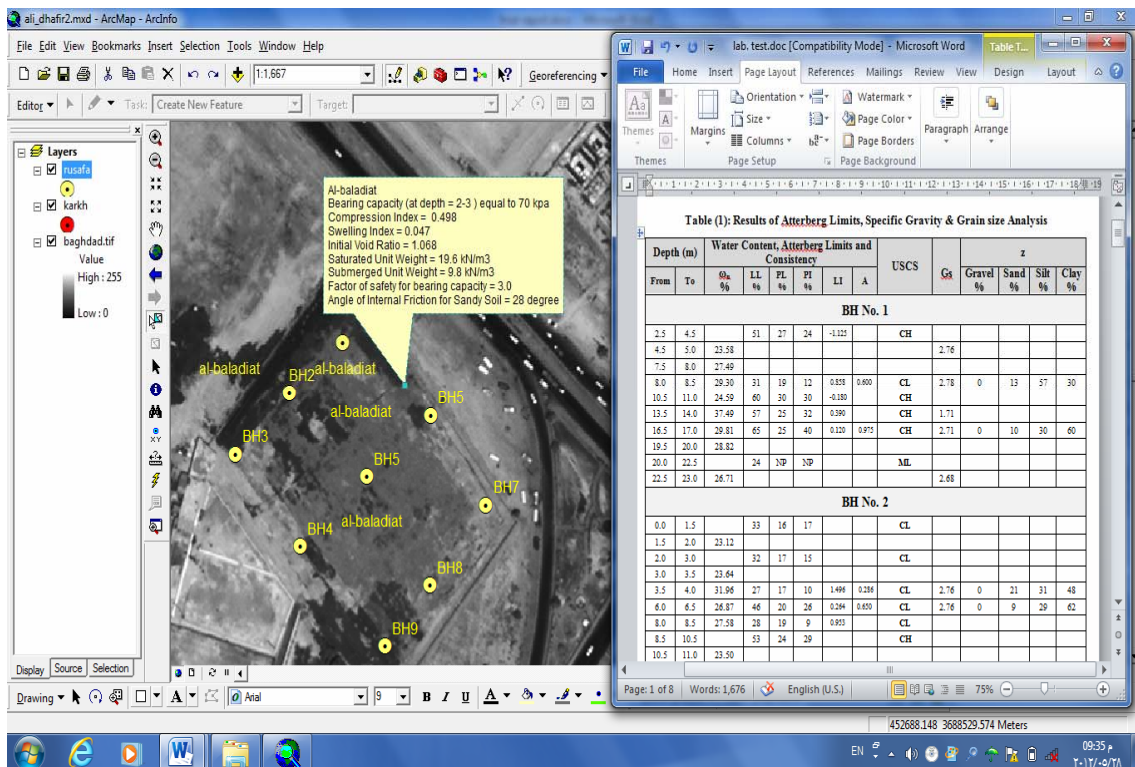 ali_dhafir2.mxd - ArcMap - ArcInfo
File Edit View Bookmarks Insert Selection Tools Window Help
1:1,667 Georeferencing
Editor Task: Create New Feature Target:
Layers
rusafa
karkh
baghdad.tif
Value
High : 255
Low : 0
Display Source Selection
Al-baladiat
Bearing capacity (at depth = 2-3 ) equal to 70 kpa
Compression Index = 0.498
Swelling Index = 0.047
Initial Void Ratio = 1.068
Saturated Unit Weight = 19.6 kN/m3
Submerged Unit Weight = 9.8 kN/m3
Factor of safety for bearing capacity = 3.0
Angle of Internal Friction for Sandy Soil = 28 degree
al-baladiat
BH2 al-baladiat
al-baladiat
BH5
BH3
BH5
BH7
BH4 al-baladiat
BH8
BH9
Drawing A Arial 9 B I U A
lab. test.doc [Compatibility Mode] - Microsoft Word Table T...
File Home Insert Page Layout References Mailings Review View Design Layout
Themes Margins Orientation Size Columns Watermark Page Color Page Borders Paragraph Arrange
Themes Page Setup Page Background
Table (1): Results of Atterberg Limits, Specific Gravity & Grain size Analysis
Depth (m) Water Content, Atterberg Limits and Consistency USCS Gs z
From To ωn % LL % PL % PI % LI A Gravel % Sand % Silt % Clay %
BH No. 1
2.5 4.5 51 27 24 -1.125 CH
4.5 5.0 23.58 2.76
7.5 8.0 27.49
8.0 8.5 29.30 31 19 12 0.858 0.600 CL 2.78 0 13 57 30
10.5 11.0 24.59 60 30 30 -0.180 CH
13.5 14.0 37.49 57 25 32 0.390 CH 1.71
16.5 17.0 29.81 65 25 40 0.120 0.975 CH 2.71 0 10 30 60
19.5 20.0 28.82
20.0 22.5 24 NP NP ML
22.5 23.0 26.71 2.68
BH No. 2
0.0 1.5 33 16 17 CL
1.5 2.0 23.12
2.0 3.0 32 17 15 CL
3.0 3.5 23.64
3.5 4.0 31.96 27 17 10 1.496 0.286 CL 2.76 0 21 31 48
6.0 6.5 26.87 46 20 26 0.264 0.650 CL 2.76 0 9 29 62
8.0 8.5 27.58 28 19 9 0.953 CL
8.5 10.5 53 24 29 CH
10.5 11.0 23.50
Page: 1 of 8 Words: 1,676 English (U.S.) 75%
452688.148 3688529.574 Meters
EN 09:35 م
٢٠١٢/٠٥/٢٨